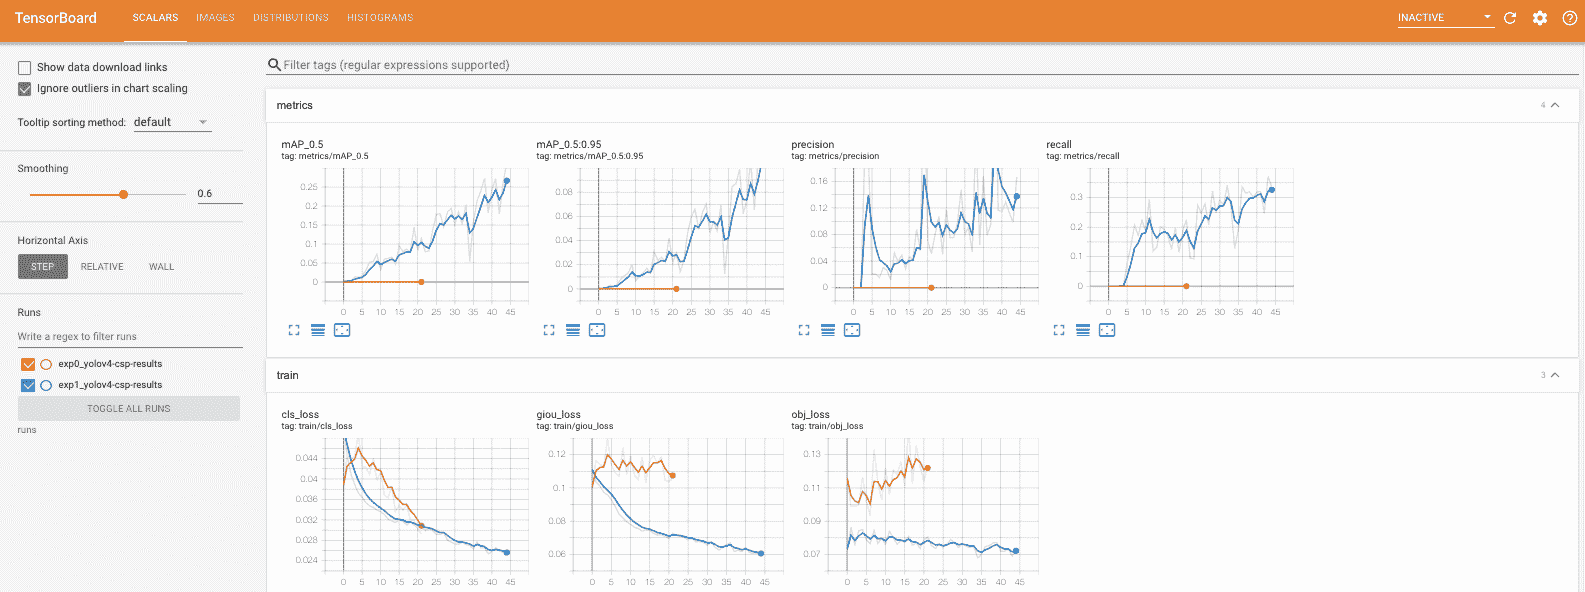 TensorBoard SCALARS IMAGES DISTRIBUTIONS HISTOGRAMS INACTIVE
Show data download links
Ignore outliers in chart scaling
Tooltip sorting method: default
Smoothing
0.6
Horizontal Axis
STEP RELATIVE WALL
Runs
Write a regex to filter runs
exp0_yolov4-csp-results
exp1_yolov4-csp-results
TOGGLE ALL RUNS
runs
Filter tags (regular expressions supported)
metrics 4
mAP_0.5
tag: metrics/mAP_0.5
0.25
0.2
0.15
0.1
0.05
0
0 5 10 15 20 25 30 35 40 45
mAP_0.5:0.95
tag: metrics/mAP_0.5:0.95
0.08
0.06
0.04
0.02
0
0 5 10 15 20 25 30 35 40 45
precision
tag: metrics/precision
0.16
0.12
0.08
0.04
0
0 5 10 15 20 25 30 35 40 45
recall
tag: metrics/recall
0.3
0.2
0.1
0
0 5 10 15 20 25 30 35 40 45
train 3
cls_loss
tag: train/cls_loss
0.044
0.04
0.036
0.032
0.028
0.024
0 5 10 15 20 25 30 35 40 45
giou_loss
tag: train/giou_loss
0.12
0.1
0.08
0.06
0 5 10 15 20 25 30 35 40 45
obj_loss
tag: train/obj_loss
0.13
0.11
0.09
0.07
0 5 10 15 20 25 30 35 40 45